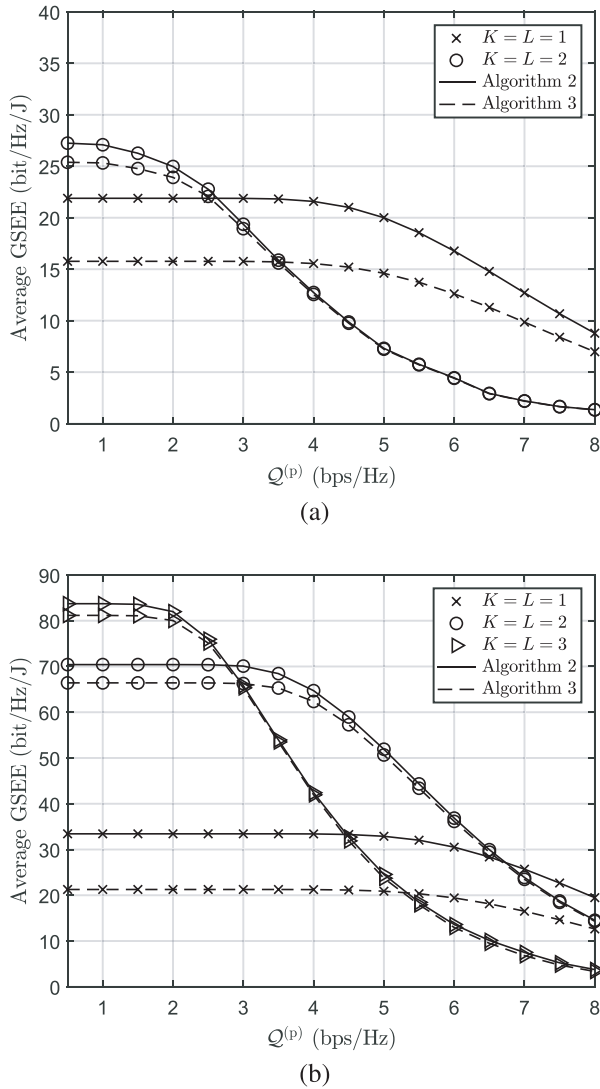 40
35
30
25
20
15
10
5
0
Average GSEE (bit/Hz/J)
K = L = 1
K = L = 2
Algorithm 2
Algorithm 3
1 2 3 4 5 6 7 8
𝒬⁽ᵖ⁾ (bps/Hz)
(a)
90
80
70
60
50
40
30
20
10
0
Average GSEE (bit/Hz/J)
K = L = 1
K = L = 2
K = L = 3
Algorithm 2
Algorithm 3
1 2 3 4 5 6 7 8
𝒬⁽ᵖ⁾ (bps/Hz)
(b)